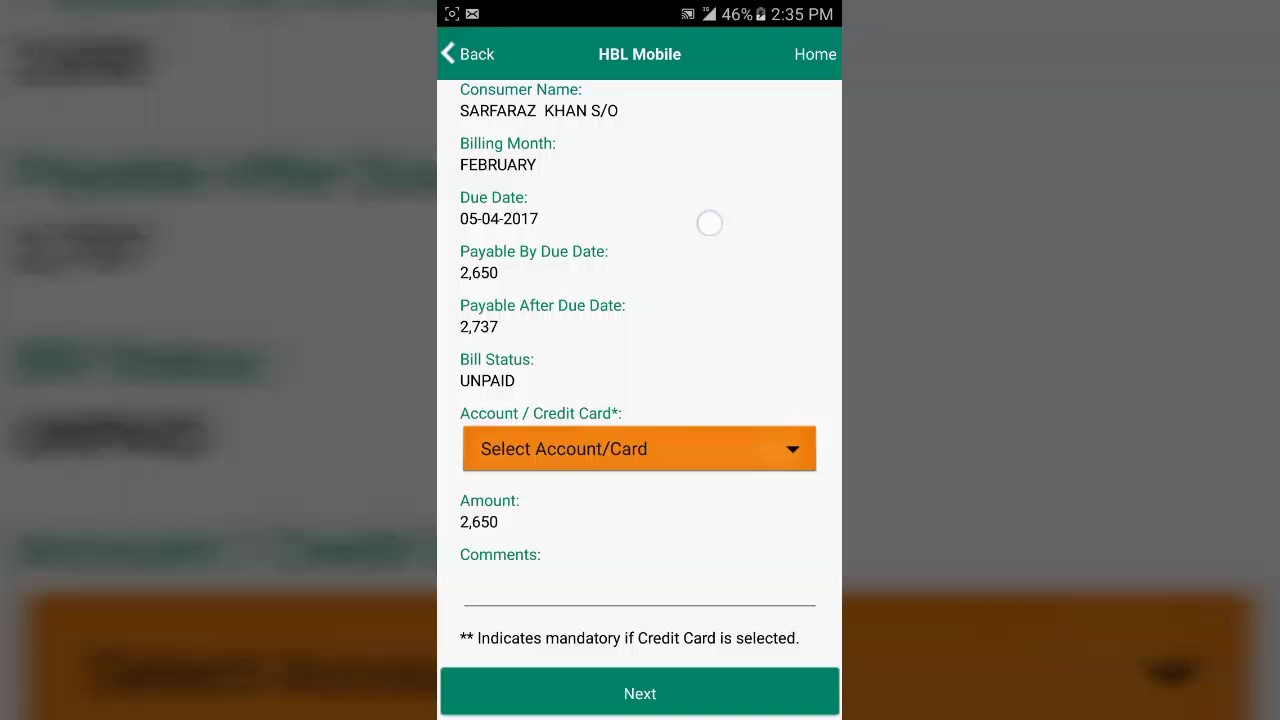 46% 2:35 PM
Back HBL Mobile Home
Consumer Name:
SARFARAZ KHAN S/O
Billing Month:
FEBRUARY
Due Date:
05-04-2017
Payable By Due Date:
2,650
Payable After Due Date:
2,737
Bill Status:
UNPAID
Account / Credit Card*:
Select Account/Card
Amount:
2,650
Comments:
** Indicates mandatory if Credit Card is selected.
Next